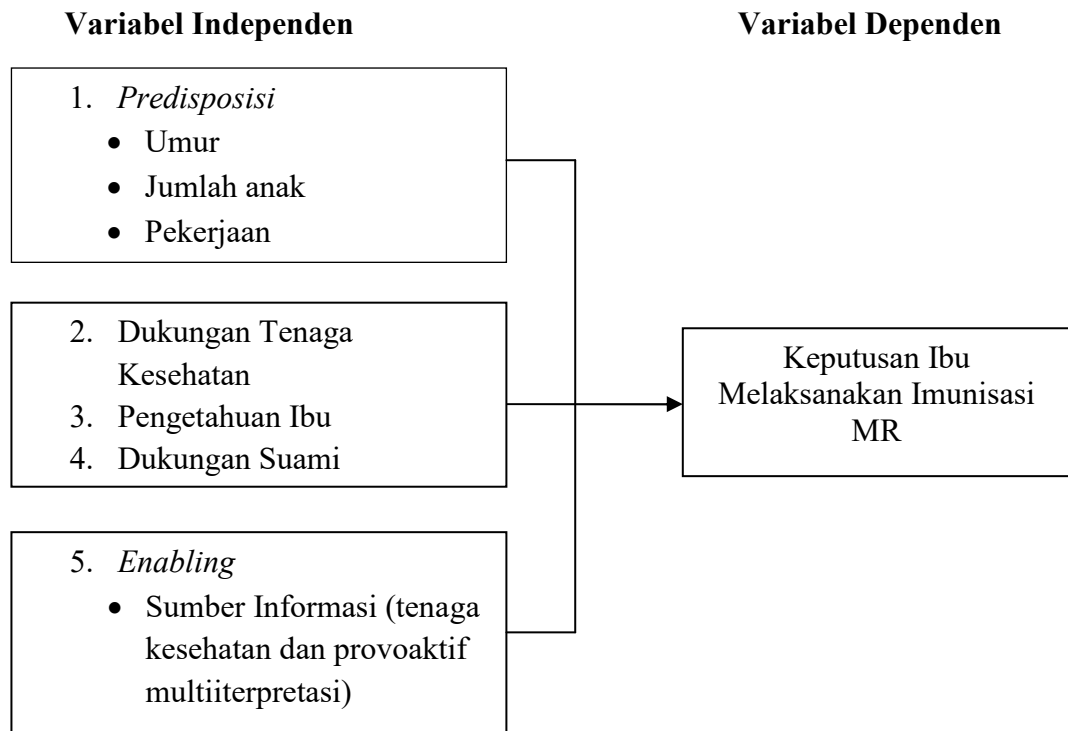 Variabel Independen
Variabel Dependen
1. Predisposisi
• Umur
• Jumlah anak
• Pekerjaan
2. Dukungan Tenaga
Kesehatan
3. Pengetahuan Ibu
4. Dukungan Suami
5. Enabling
• Sumber Informasi (tenaga
kesehatan dan provoaktif
multiiterpretasi)
Keputusan Ibu
Melaksanakan Imunisasi
MR